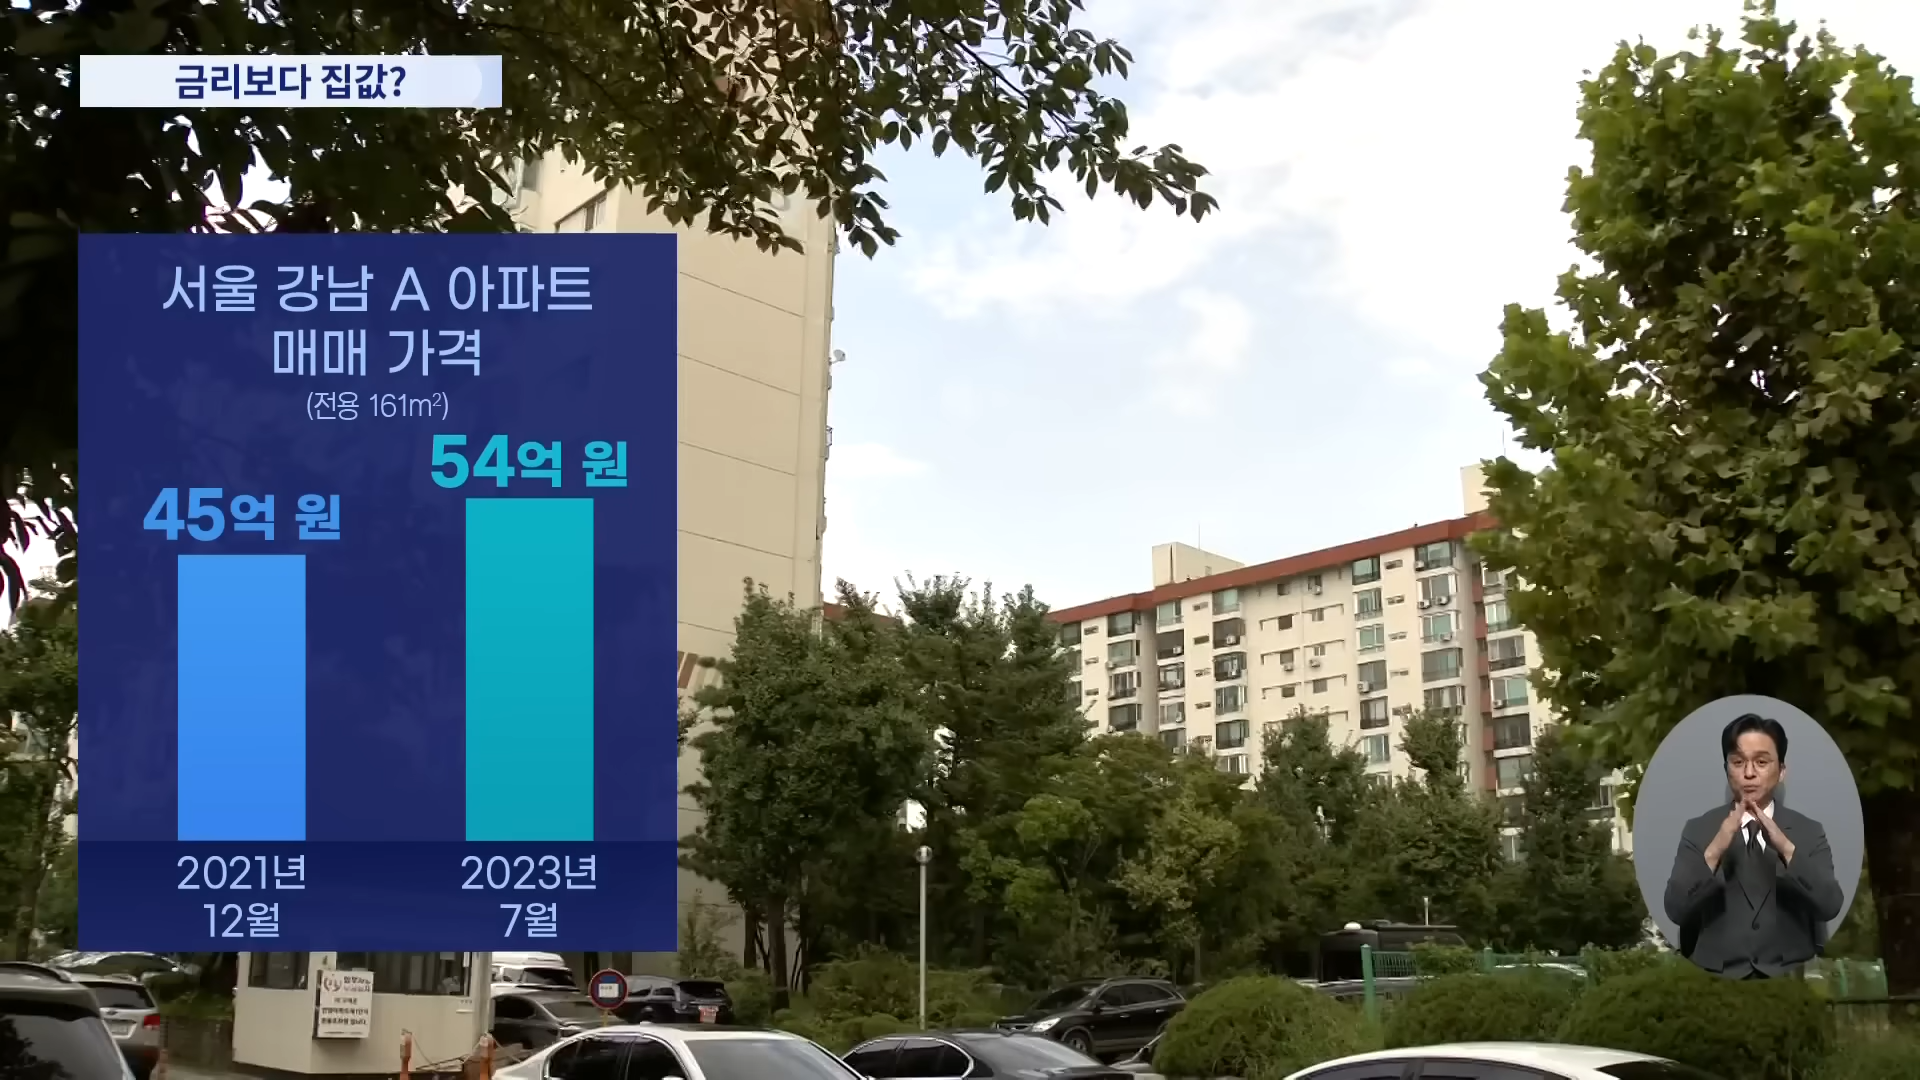 금리보다 집값?
서울 강남 A 아파트
매매 가격
(전용 161m²)
45억 원
54억 원
2021년
12월
2023년
7월